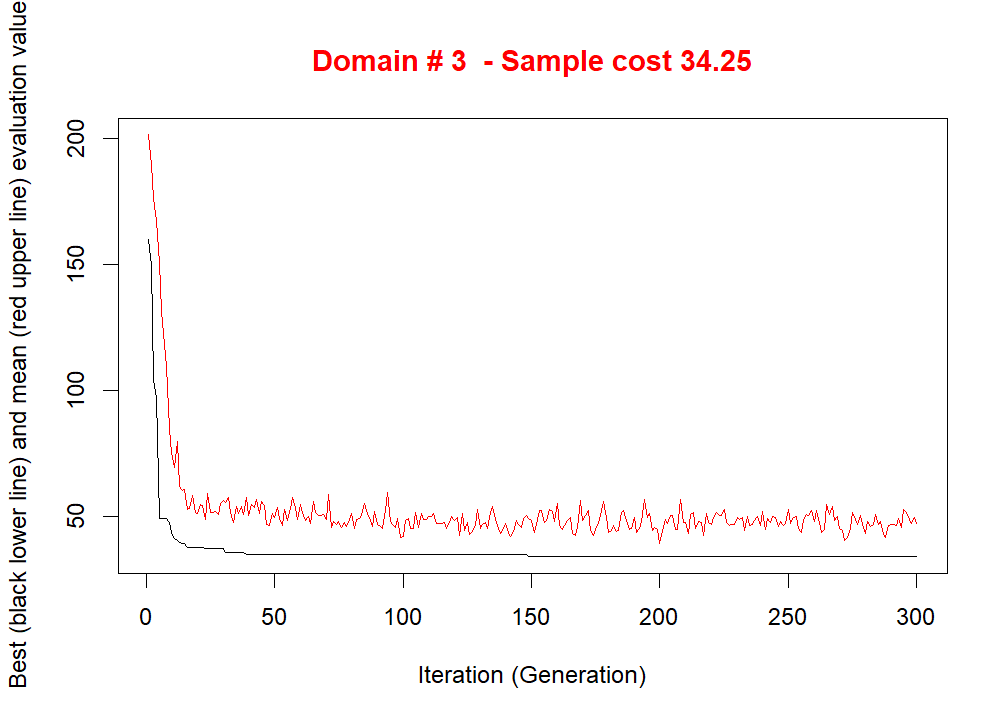 Domain # 3  - Sample cost 34.25
Best (black lower line) and mean (red upper line) evaluation value
200
150
100
50
0 50 100 150 200 250 300
Iteration (Generation)